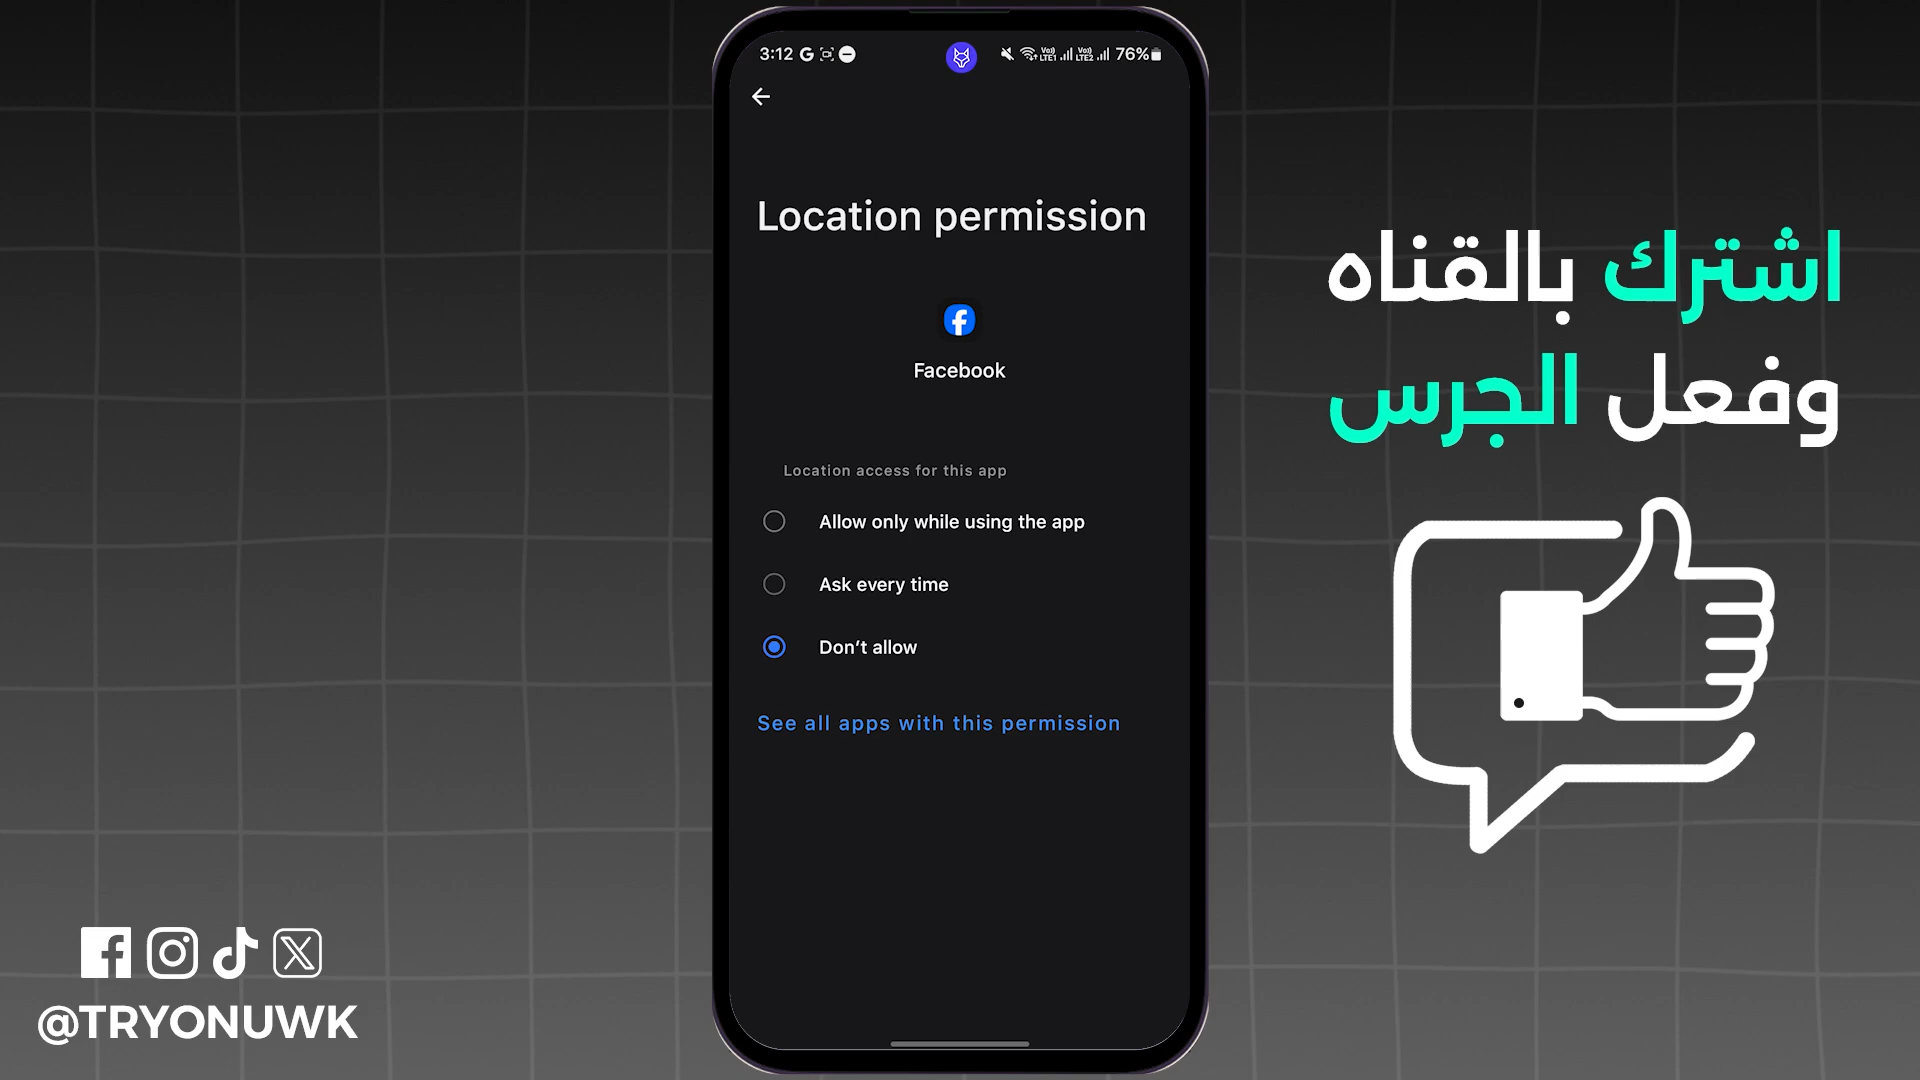 3:12 76%
Location permission
Facebook
Location access for this app
Allow only while using the app
Ask every time
Don’t allow
See all apps with this permission
اشترك بالقناه
وفعل الجرس
@TRYONUWK